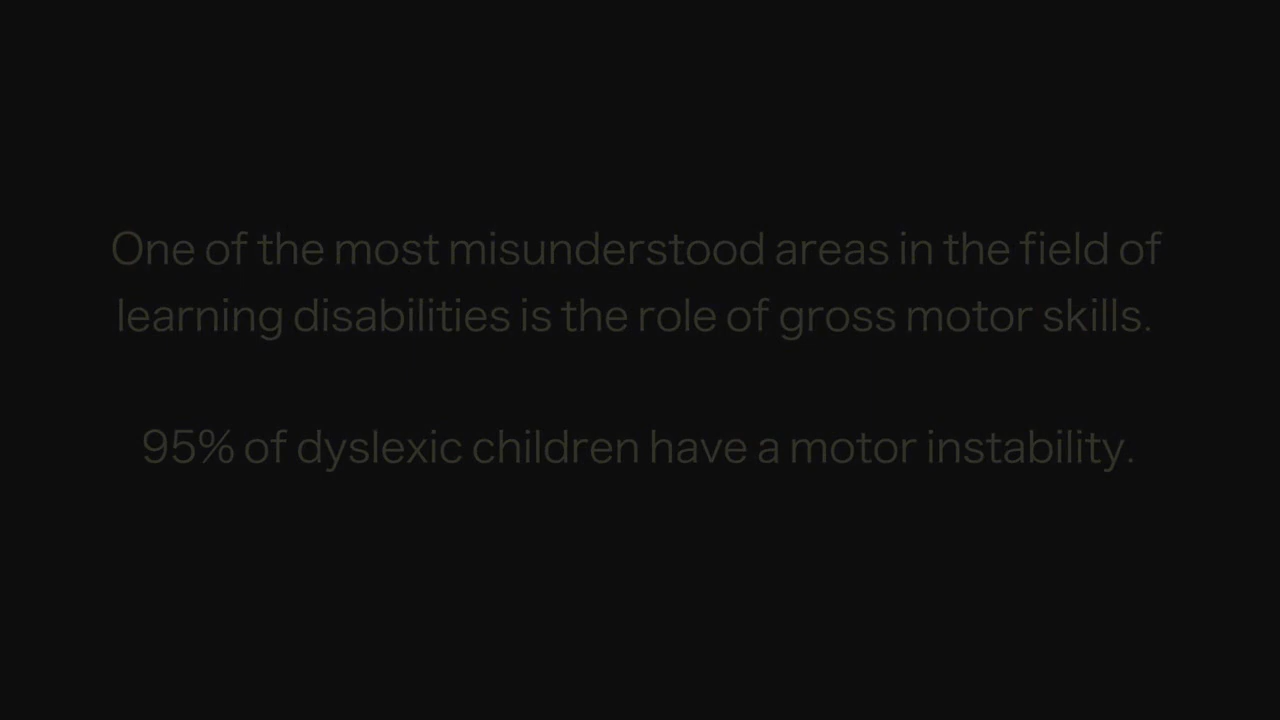 One of the most misunderstood areas in the field of
learning disabilities is the role of gross motor skills.
95% of dyslexic children have a motor instability.